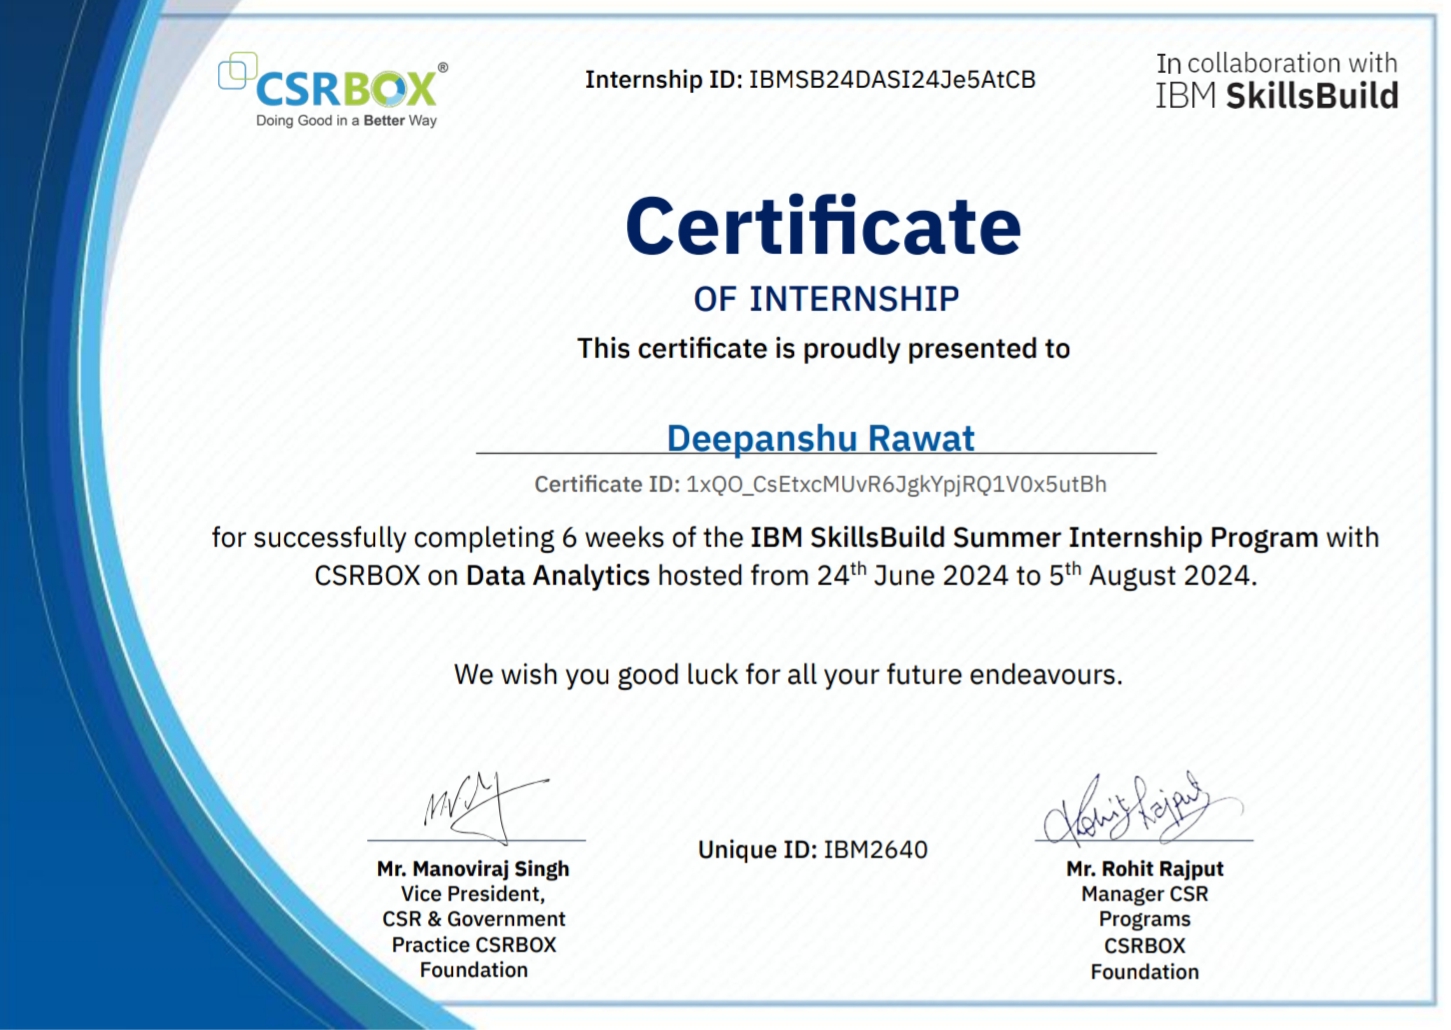 CSRBOX®
Doing Good in a Better Way
Internship ID: IBMSB24DASI24Je5AtCB
In collaboration with
IBM SkillsBuild
Certificate
OF INTERNSHIP
This certificate is proudly presented to
Deepanshu Rawat
Certificate ID: 1xQO_CsEtxcMUvR6JgkYpjRQ1V0x5utBh
for successfully completing 6 weeks of the IBM SkillsBuild Summer Internship Program with
CSRBOX on Data Analytics hosted from 24th June 2024 to 5th August 2024.
We wish you good luck for all your future endeavours.
Mr. Manoviraj Singh
Vice President,
CSR & Government
Practice CSRBOX
Foundation
Unique ID: IBM2640
Rohit Rajput
Mr. Rohit Rajput
Manager CSR
Programs
CSRBOX
Foundation